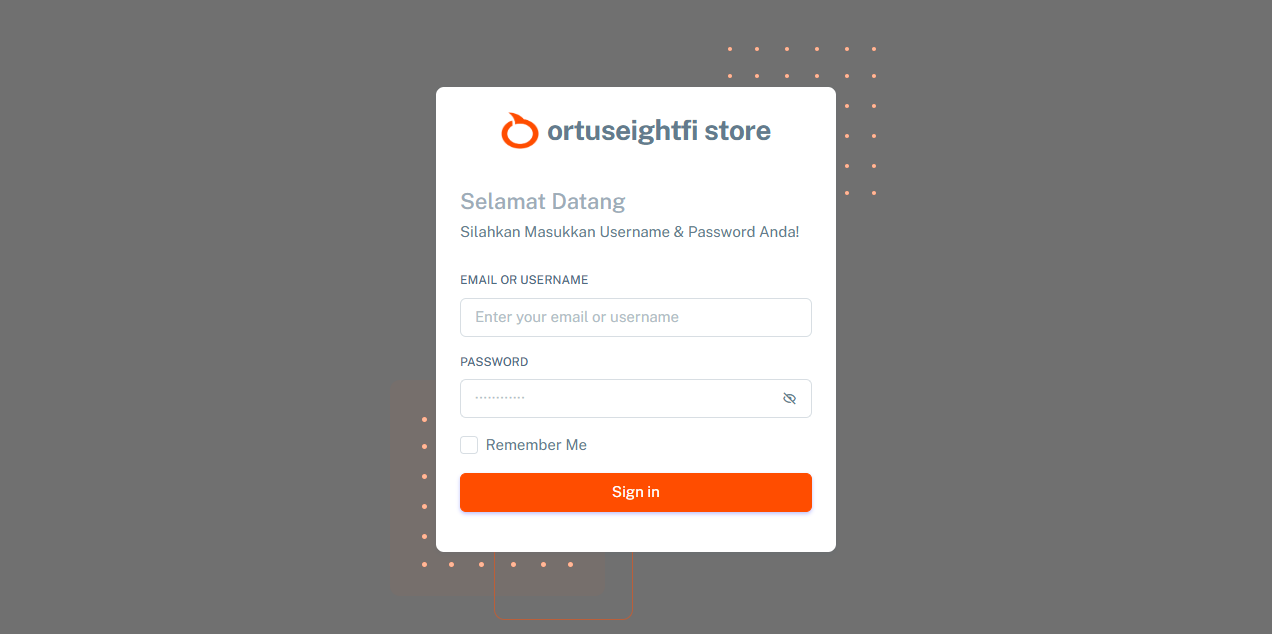 ortuseightfi store
Selamat Datang
Silahkan Masukkan Username & Password Anda!
EMAIL OR USERNAME
Enter your email or username
PASSWORD
············
Remember Me
Sign in